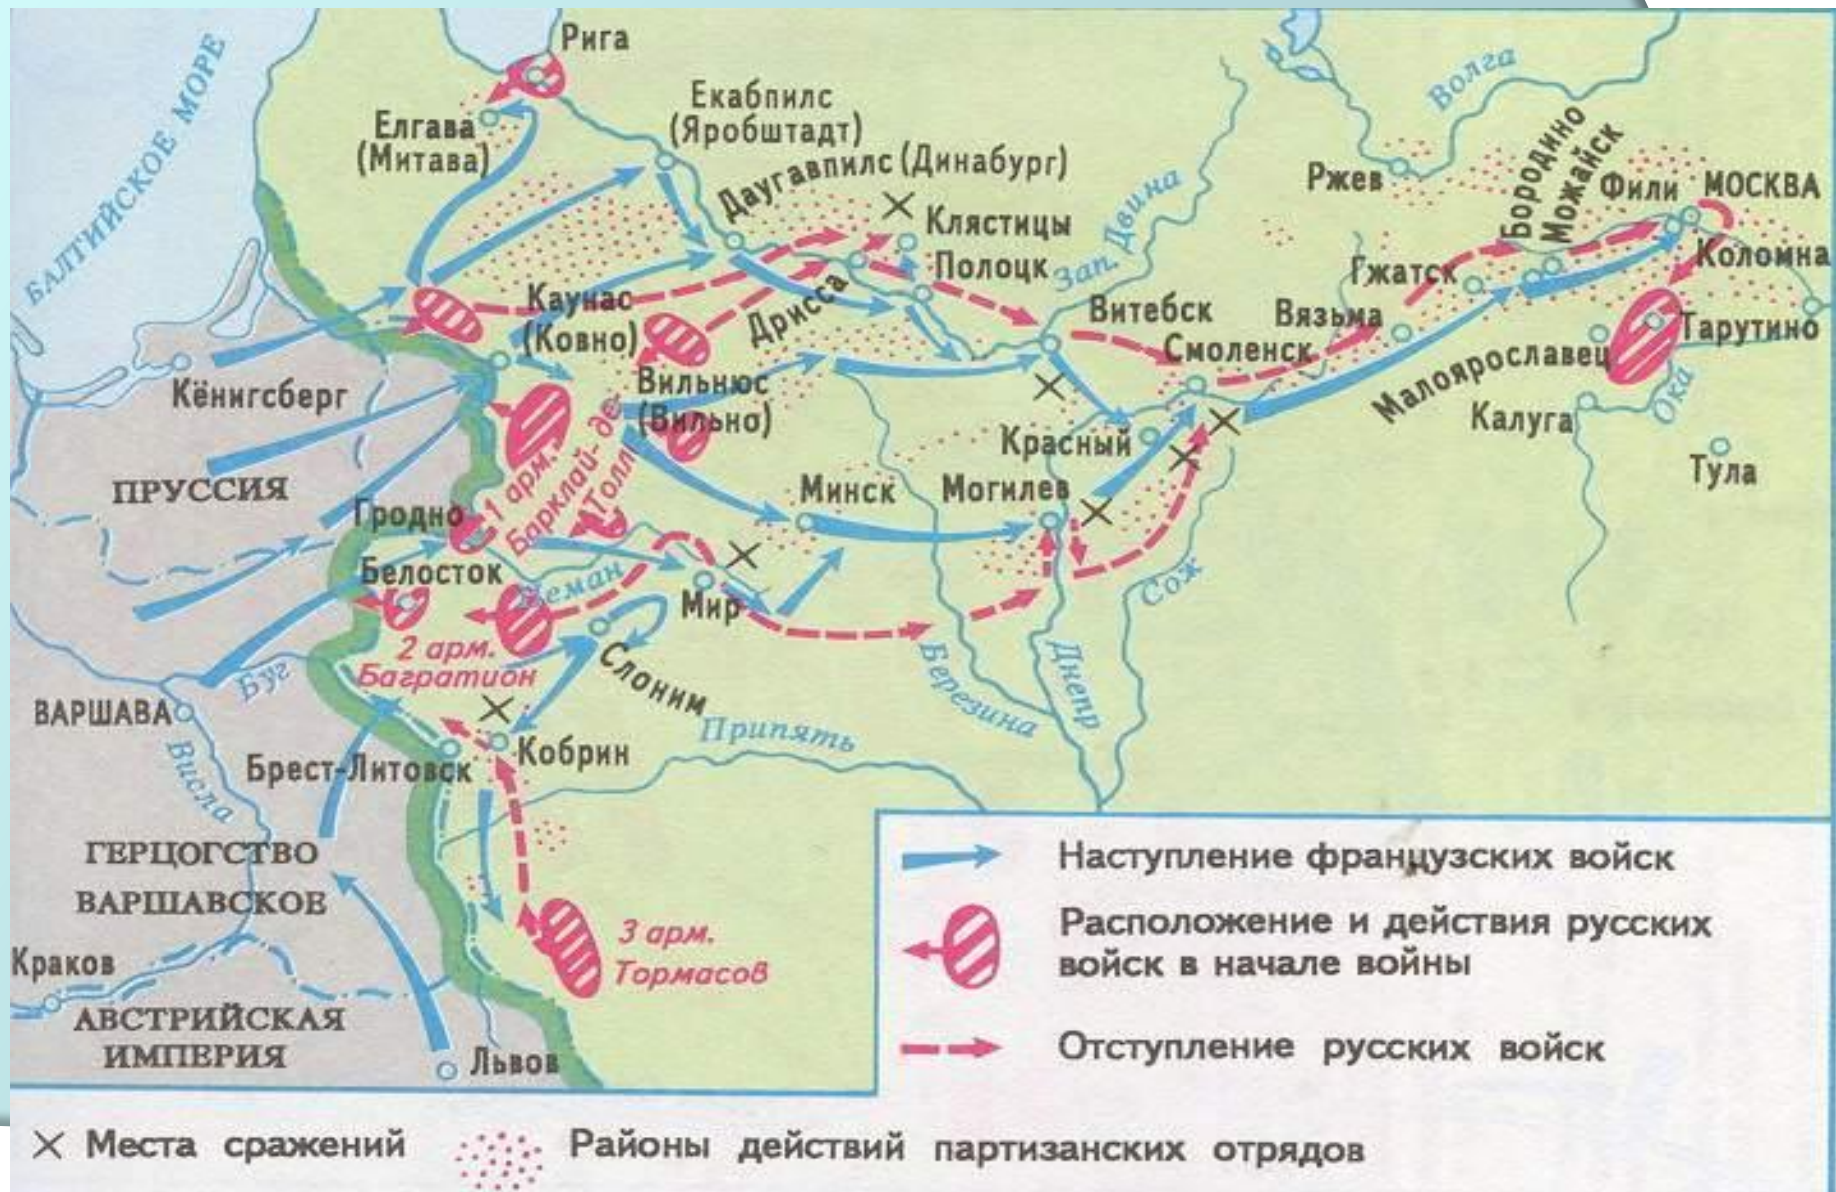 Рига
БАЛТИЙСКОЕ МОРЕ
Елгава
(Митава)
Екабпилс
(Яробштадт)
Даугавпилс (Динабург)
Клястицы
Полоцк
Зап. Двина
Волга
Ржев
Бородино
Можайск
Фили
МОСКВА
Коломна
Гжатск
Вязьма
Витебск
Смоленск
Малоярославец
Тарутино
Калуга
Ока
Тула
Каунас
(Ковно)
Дрисса
Вильнюс
(Вильно)
Кёнигсберг
ПРУССИЯ
Гродно
1 арм.
Барклай-де-
Толли
Минск
Могилев
Красный
Белосток
Неман
Мир
Сож
2 арм.
Багратион
Слоним
Березина
Днепр
Буг
ВАРШАВА
Висла
Припять
Брест-Литовск
Кобрин
ГЕРЦОГСТВО
ВАРШАВСКОЕ
3 арм.
Тормасов
Краков
АВСТРИЙСКАЯ
ИМПЕРИЯ
Львов
Наступление французских войск
Расположение и действия русских
войск в начале войны
Отступление русских войск
Места сражений
Районы действий партизанских отрядов